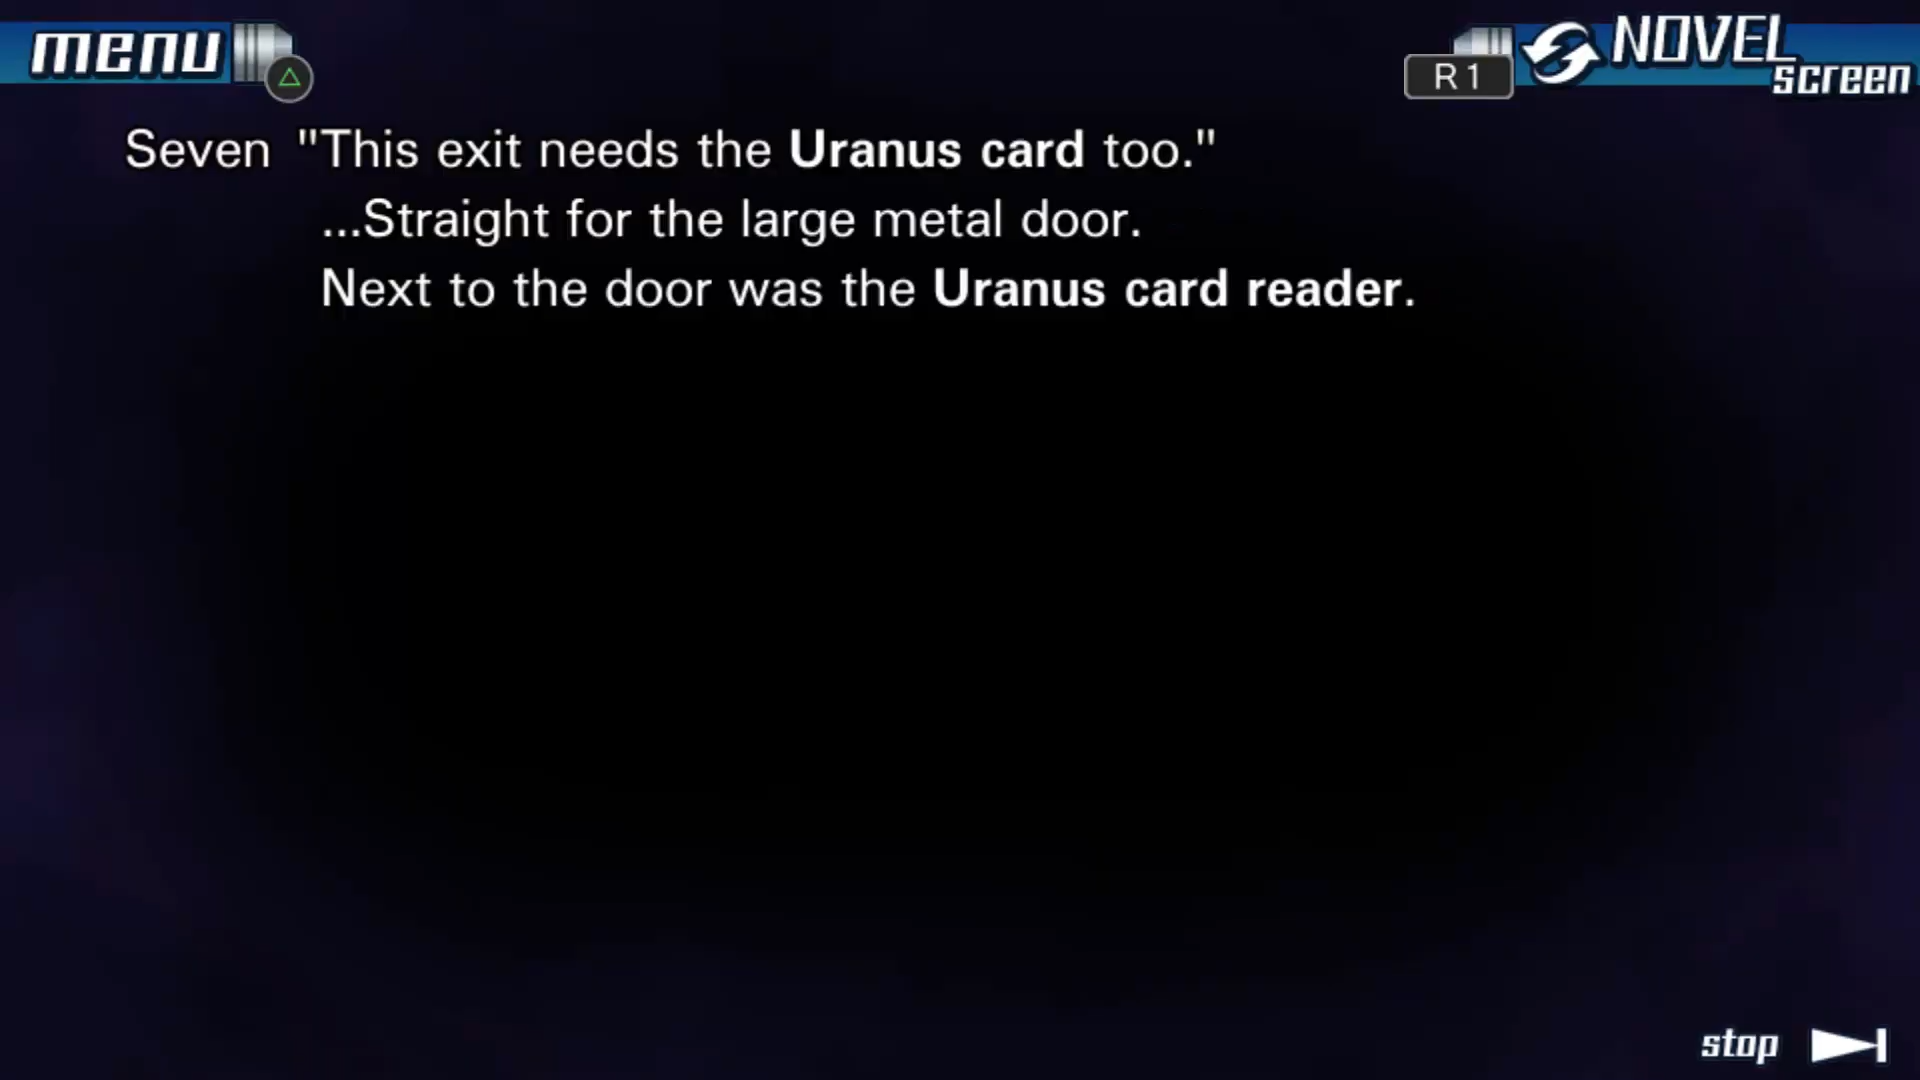 menu
△
R1
NOVEL
screen
Seven "This exit needs the Uranus card too."
...Straight for the large metal door.
Next to the door was the Uranus card reader.
stop